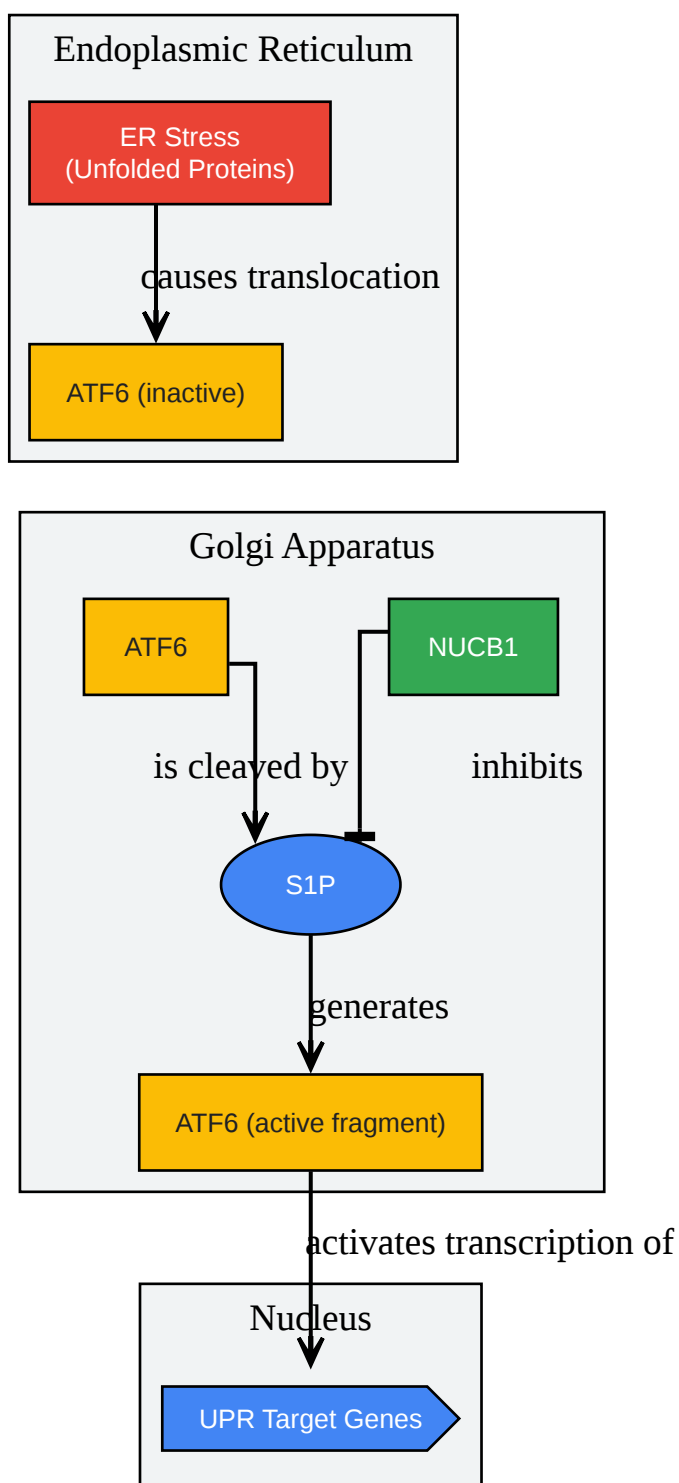 Endoplasmic Reticulum
ER Stress
(Unfolded Proteins)
causes translocation
ATF6 (inactive)
Golgi Apparatus
ATF6
NUCB1
is cleaved by
inhibits
S1P
generates
ATF6 (active fragment)
activates transcription of
Nucleus
UPR Target Genes